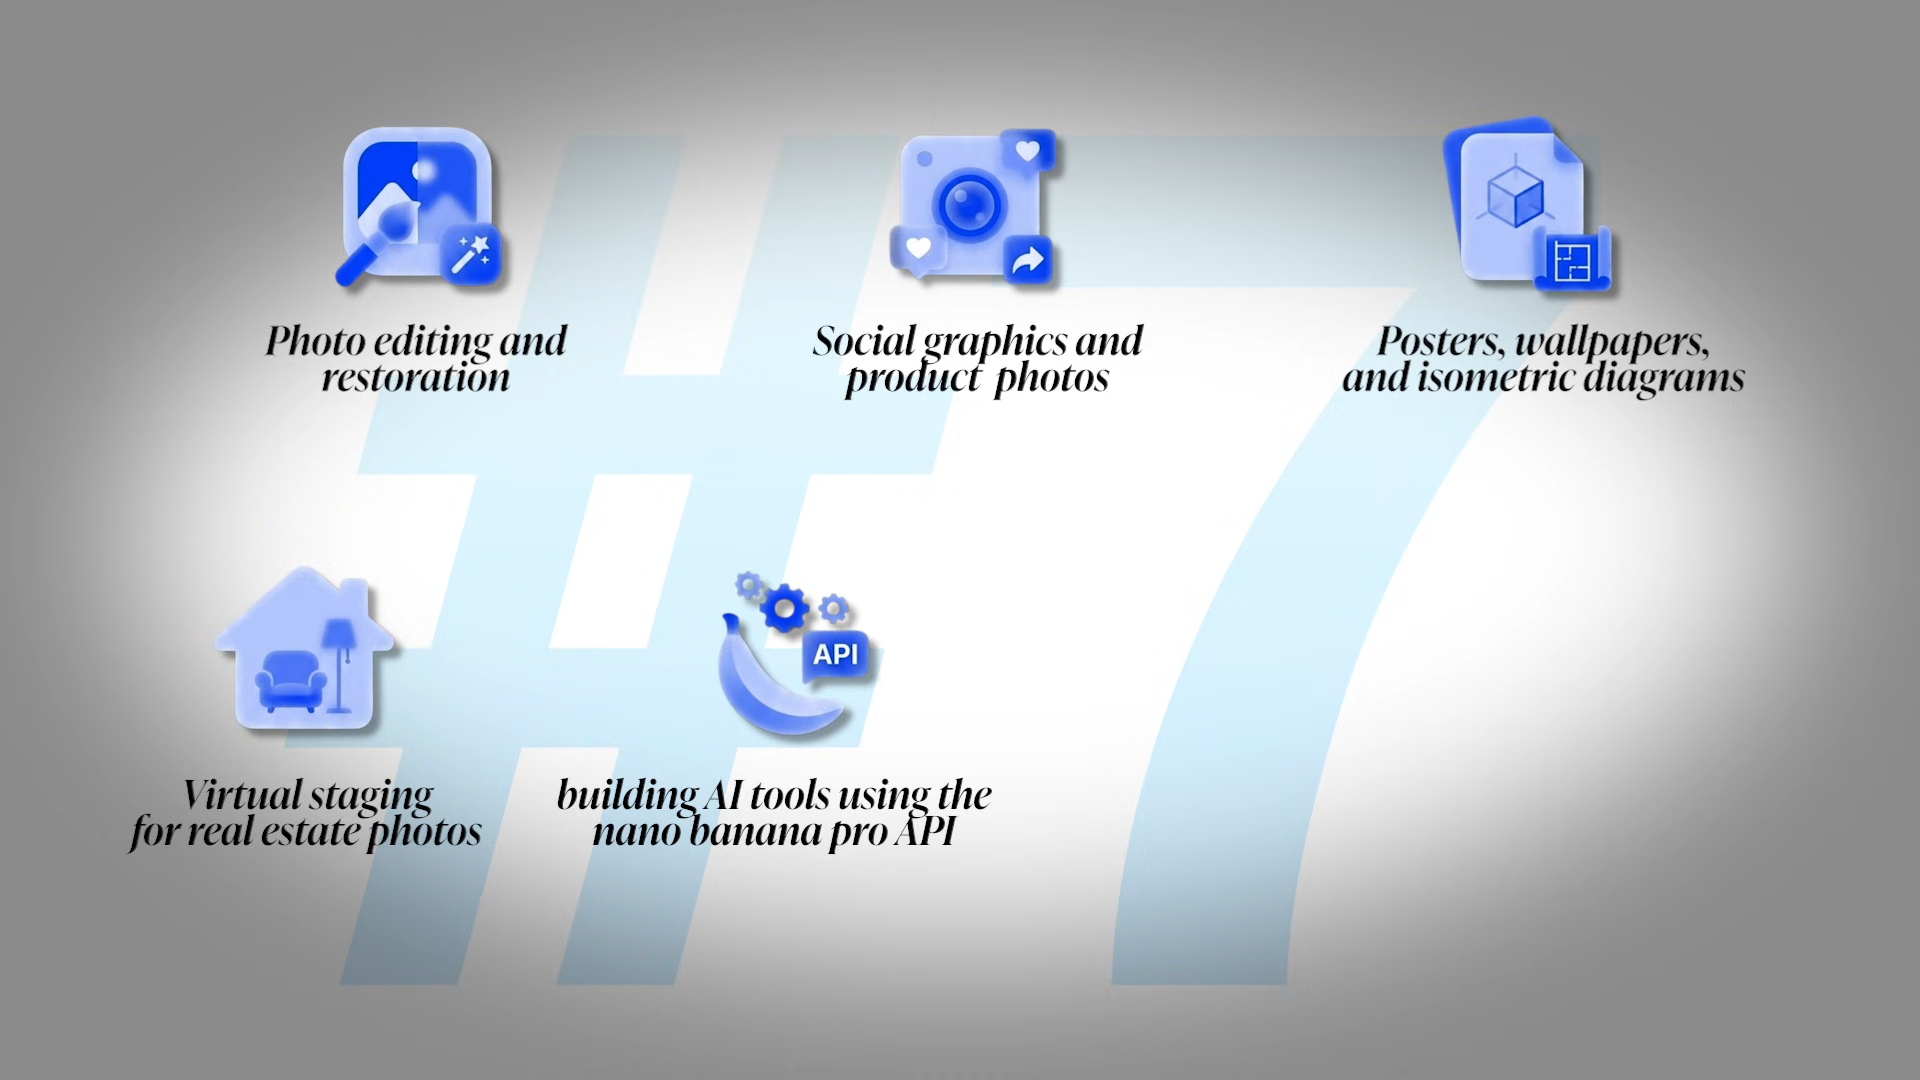 #7
Photo editing and
restoration
Social graphics and
product photos
Posters, wallpapers,
and isometric diagrams
Virtual staging
for real estate photos
API
building AI tools using the
nano banana pro API